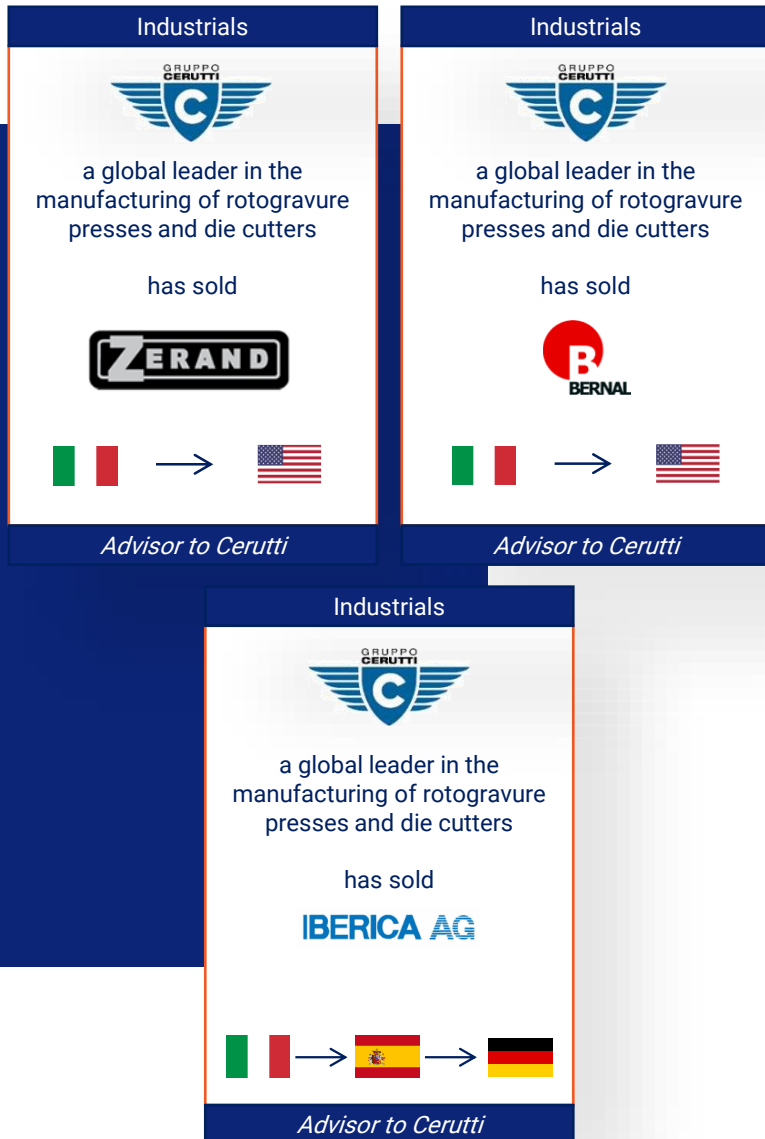 Industrials
GRUPPO
CERUTTI
C
a global leader in the
manufacturing of rotogravure
presses and die cutters
has sold
ZERAND
Advisor to Cerutti
Industrials
GRUPPO
CERUTTI
C
a global leader in the
manufacturing of rotogravure
presses and die cutters
has sold
B
BERNAL
Advisor to Cerutti
Industrials
GRUPPO
CERUTTI
C
a global leader in the
manufacturing of rotogravure
presses and die cutters
has sold
IBERICA AG
Advisor to Cerutti